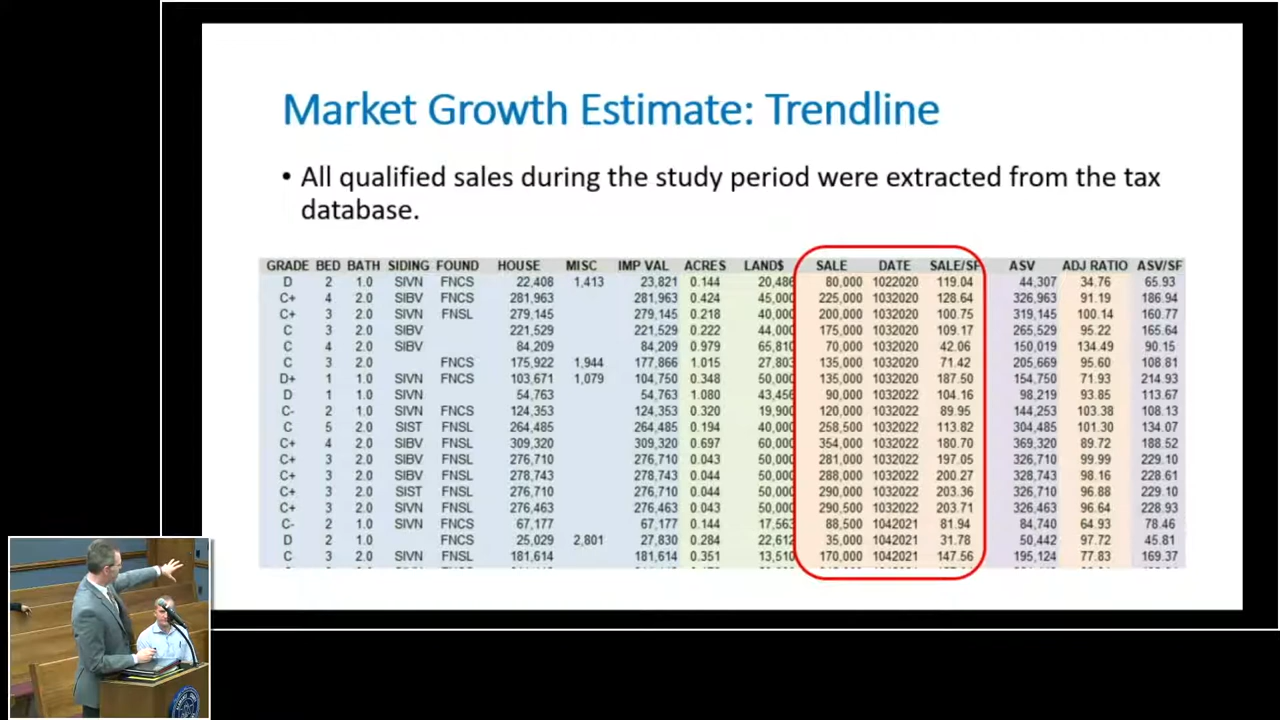 Market Growth Estimate: Trendline
• All qualified sales during the study period were extracted from the tax
database.
GRADE BED BATH SIDING FOUND HOUSE MISC IMP VAL ACRES LAND$ SALE DATE SALE/SF ASV ADJ RATIO ASV/SF
D 2 1.0 SIVN FNCS 22,408 1,413 23,821 0.144 20,486 80,000 1022020 119.04 44,307 34.76 65.93
C+ 4 2.0 SIBV FNCS 281,963 281,963 0.424 45,000 225,000 1032020 128.64 326,963 91.19 186.94
C+ 3 2.0 SIVN FNSL 279,145 279,145 0.218 40,000 200,000 1032020 100.75 319,145 100.14 160.77
C 3 2.0 SIBV 221,529 221,529 0.222 44,000 175,000 1032020 109.17 265,529 95.22 165.64
C 4 2.0 SIBV 84,209 84,209 0.979 65,810 70,000 1032020 42.06 150,019 134.49 90.15
C 3 2.0 FNCS 175,922 1,944 177,866 1.015 27,803 135,000 1032020 71.42 205,669 95.60 108.81
D+ 1 1.0 SIVN FNCS 103,671 1,079 104,750 0.348 50,000 135,000 1032020 187.50 154,750 71.93 214.93
D 1 1.0 SIVN 54,763 54,763 1.080 43,456 90,000 1032022 104.16 98,219 93.85 113.67
C- 2 1.0 SIVN FNCS 124,353 124,353 0.320 19,900 120,000 1032022 89.95 144,253 103.38 108.13
C 5 2.0 SIST FNSL 264,485 264,485 0.194 40,000 258,500 1032022 113.82 304,485 101.30 134.07
C+ 4 2.0 SIBV FNSL 309,320 309,320 0.697 60,000 354,000 1032022 180.70 369,320 89.72 188.52
C+ 3 2.0 SIBV FNSL 276,710 276,710 0.043 50,000 281,000 1032022 197.05 326,710 99.99 229.10
C+ 3 2.0 SIBV FNSL 278,743 278,743 0.044 50,000 288,000 1032022 200.27 328,743 98.16 228.61
C+ 3 2.0 SIST FNSL 276,710 276,710 0.044 50,000 290,000 1032022 203.36 326,710 96.88 229.10
C+ 3 2.0 SIVN FNSL 276,463 276,463 0.043 50,000 290,500 1032022 203.71 326,463 96.64 228.93
C- 2 1.0 SIVN FNCS 67,177 67,177 0.144 17,563 88,500 1042021 81.94 84,740 64.93 78.46
D 2 1.0 FNCS 25,029 2,801 27,830 0.284 22,612 35,000 1042021 31.78 50,442 97.72 45.81
C 3 2.0 SIVN FNSL 181,614 181,614 0.351 13,510 170,000 1042021 147.56 195,124 77.83 169.37